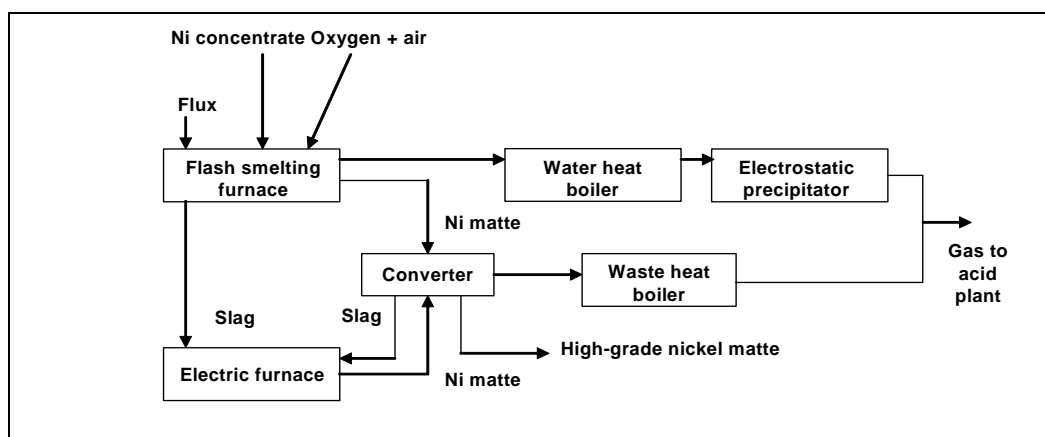 Ni concentrate Oxygen + air
Flux
Flash smelting
furnace
Water heat
boiler
Electrostatic
precipitator
Ni matte
Gas to
acid
plant
Converter
Waste heat
boiler
Slag
Slag
High-grade nickel matte
Electric furnace
Ni matte